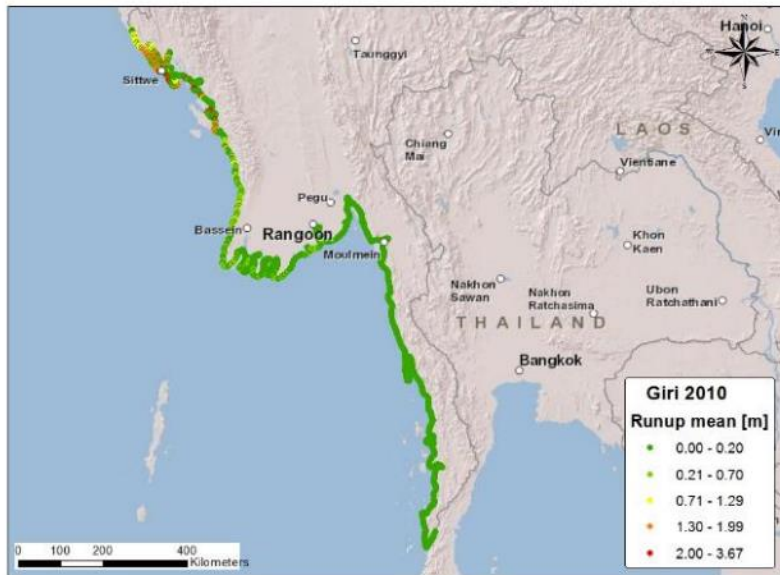 Hanoi
Taunggyi
Sittwe
LAOS
Chiang
Mai
Vin
Vientiane
Pegu
Bassein
Rangoon
Khon
Kaen
Moulmein
Nakhon
Sawan
Nakhon
Ratchasima
Ubon
Ratchathani
THAILAND
Bangkok
Giri 2010
Runup mean [m]
0.00 - 0.20
0.21 - 0.70
0.71 - 1.29
1.30 - 1.99
2.00 - 3.67
0 100 200 400
Kilometers